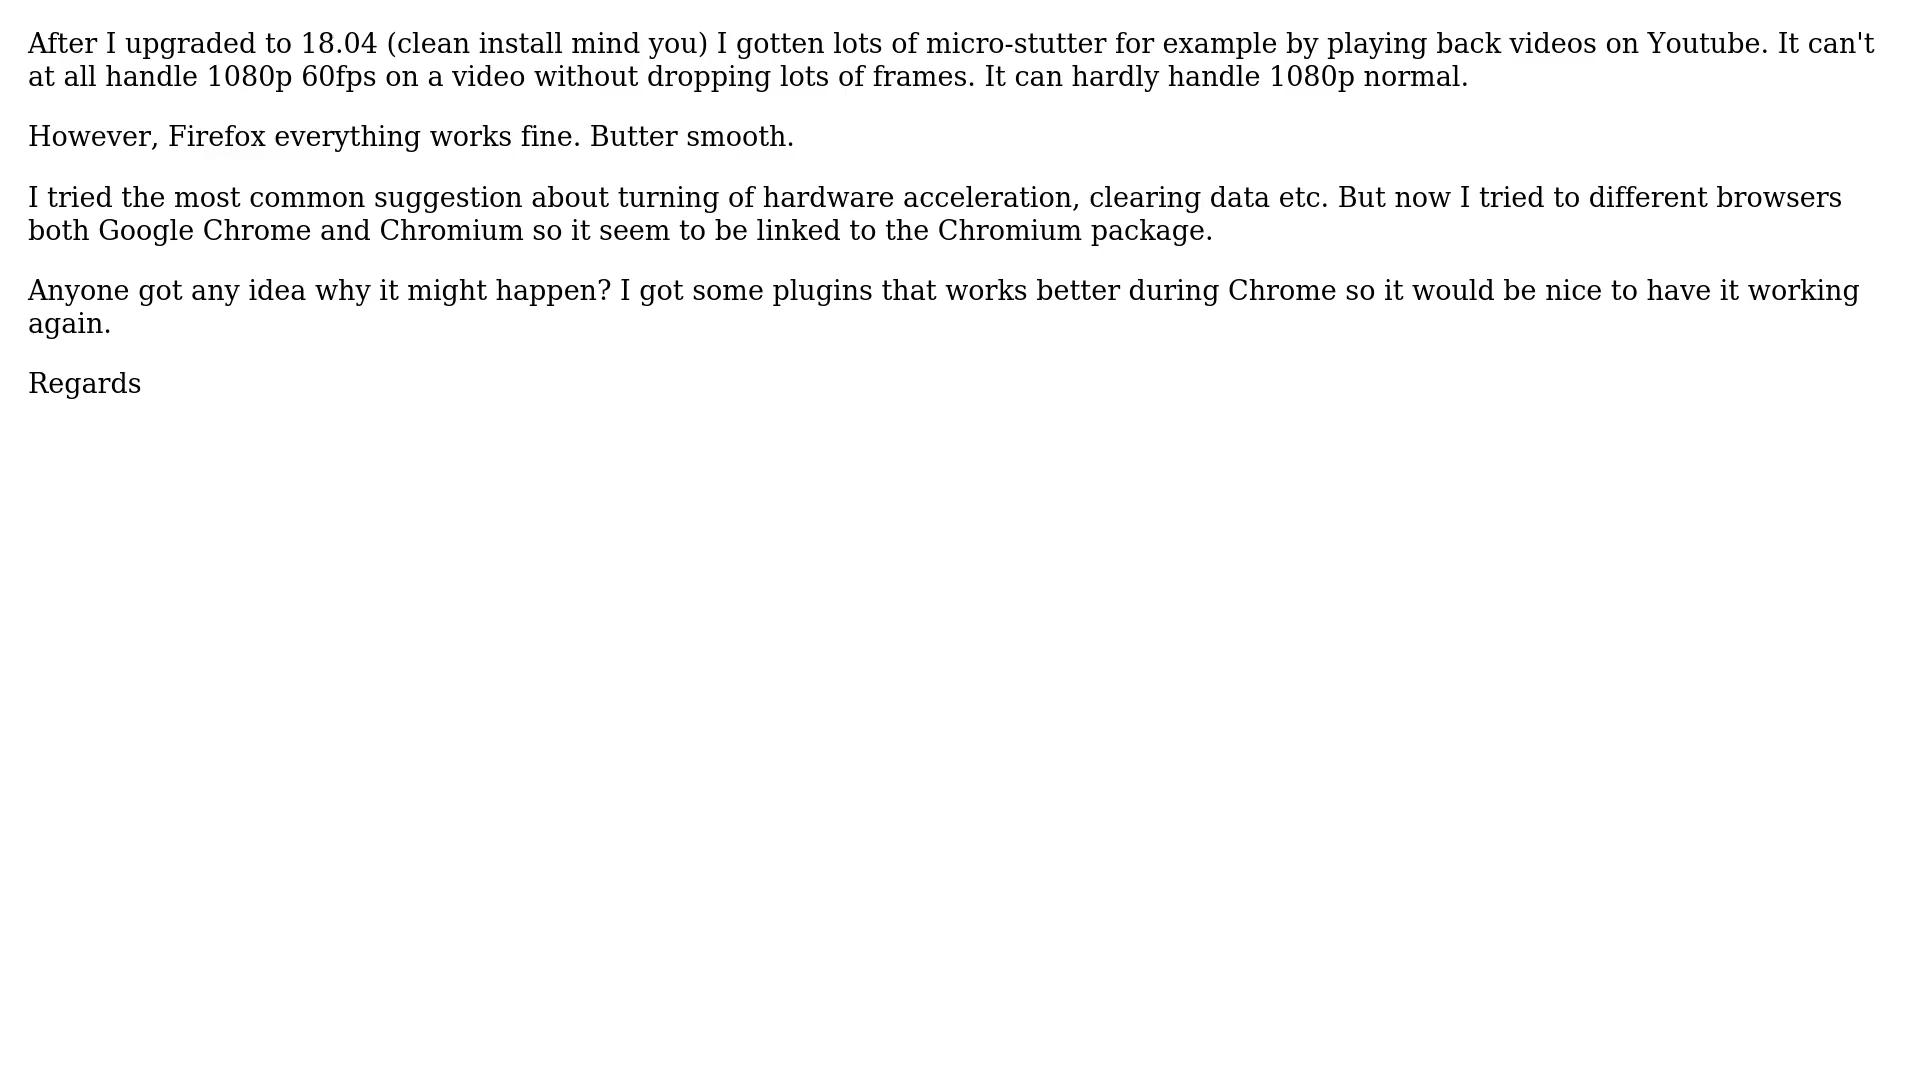 After I upgraded to 18.04 (clean install mind you) I gotten lots of micro-stutter for example by playing back videos on Youtube. It can't
at all handle 1080p 60fps on a video without dropping lots of frames. It can hardly handle 1080p normal.
However, Firefox everything works fine. Butter smooth.
I tried the most common suggestion about turning of hardware acceleration, clearing data etc. But now I tried to different browsers
both Google Chrome and Chromium so it seem to be linked to the Chromium package.
Anyone got any idea why it might happen? I got some plugins that works better during Chrome so it would be nice to have it working
again.
Regards